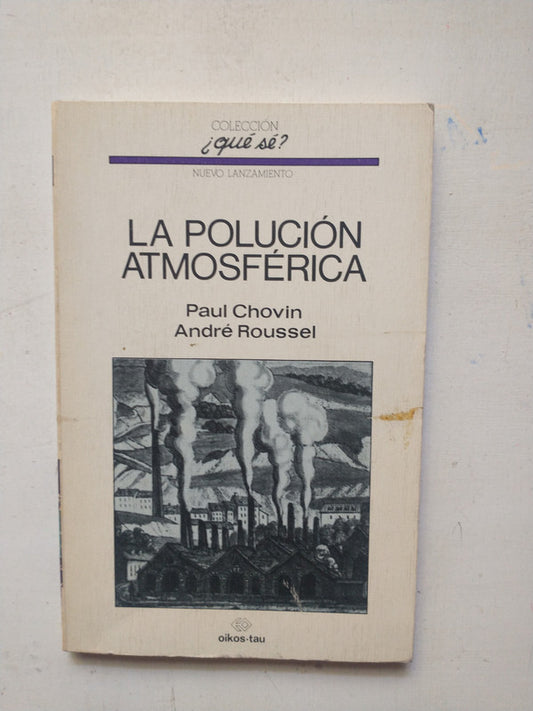 COLECCIÓN
¿qué sé?
NUEVO LANZAMIENTO
LA POLUCIÓN
ATMOSFÉRICA
Paul Chovin
André Roussel
oikos-tau